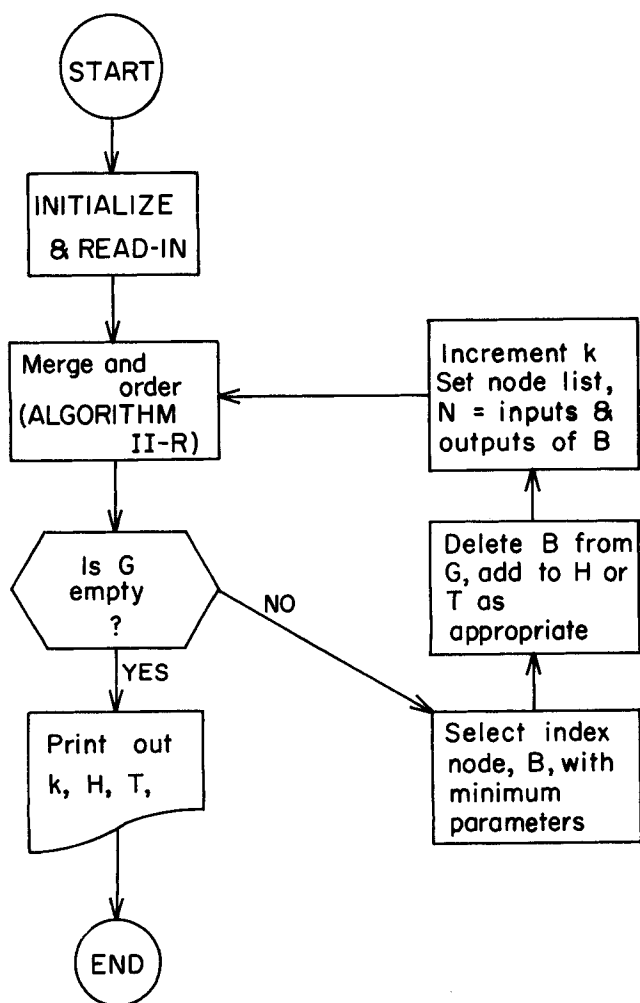 START
INITIALIZE
& READ-IN
Merge and
order
(ALGORITHM
II-R)
Is G
empty
?
YES
NO
Print out
k, H, T,
END
Select index
node, B, with
minimum
parameters
Delete B from
G, add to H or
T as
appropriate
Increment k
Set node list,
N = inputs &
outputs of B